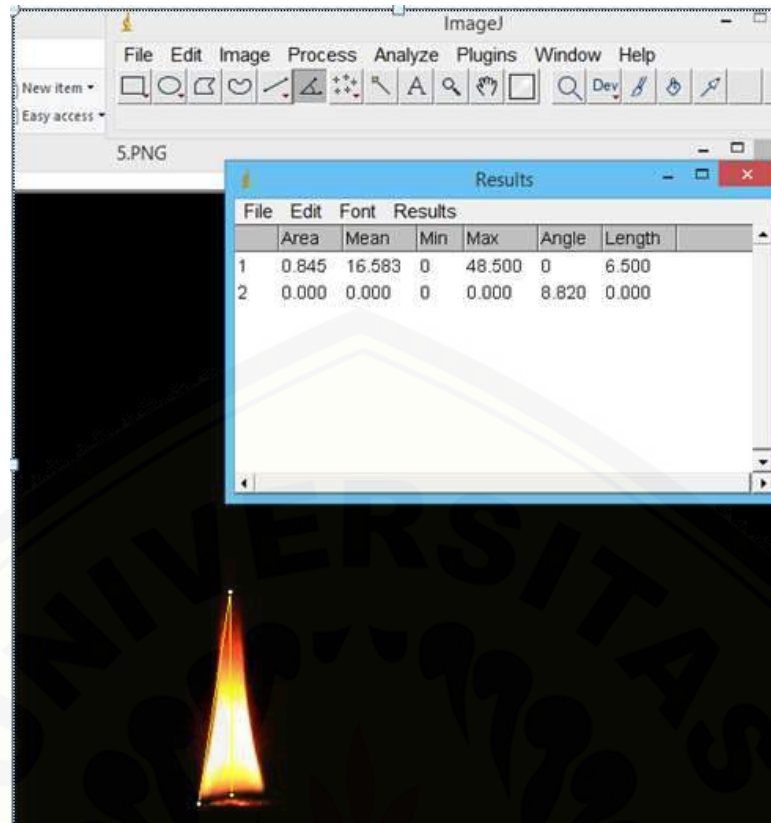 ImageJ
File Edit Image Process Analyze Plugins Window Help
New item
Dev
Easy access
5.PNG
Results
File Edit Font Results
Area Mean Min Max Angle Length
1 0.845 16.583 0 48.500 0 6.500
2 0.000 0.000 0 0.000 8.820 0.000
UNIVERSITAS